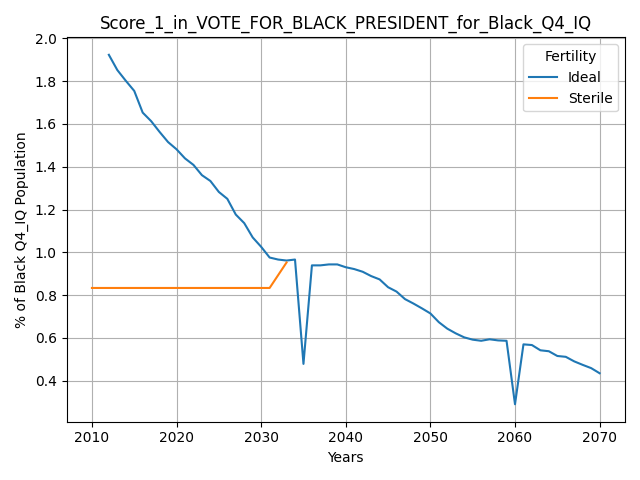 Score_1_in_VOTE_FOR_BLACK_PRESIDENT_for_Black_Q4_IQ
% of Black Q4_IQ Population
2.0
1.8
1.6
1.4
1.2
1.0
0.8
0.6
0.4
Fertility
Ideal
Sterile
2010 2020 2030 2040 2050 2060 2070
Years